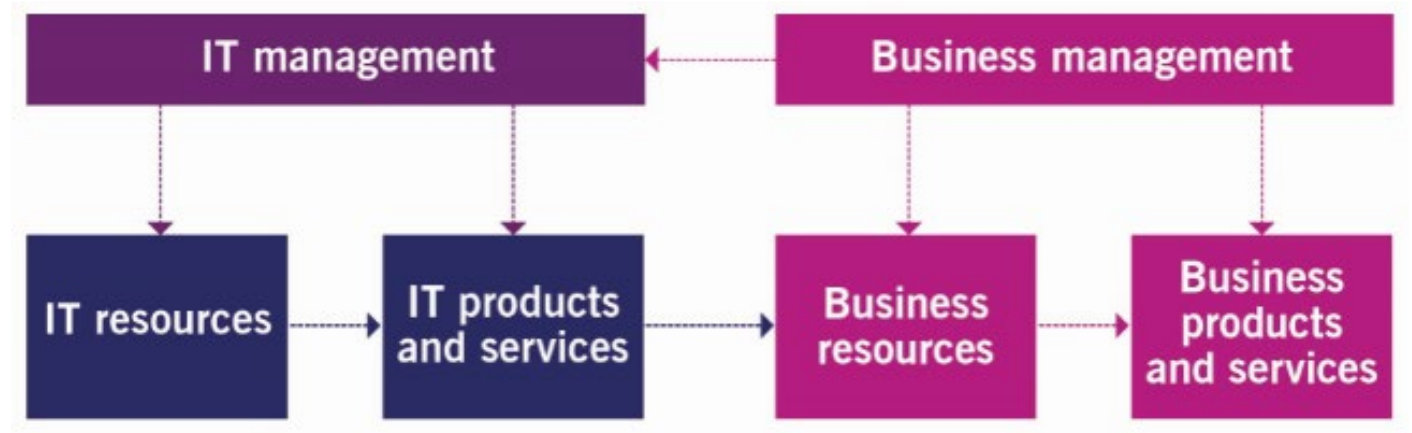 IT management
Business management
IT resources
IT products
and services
Business
resources
Business
products
and services